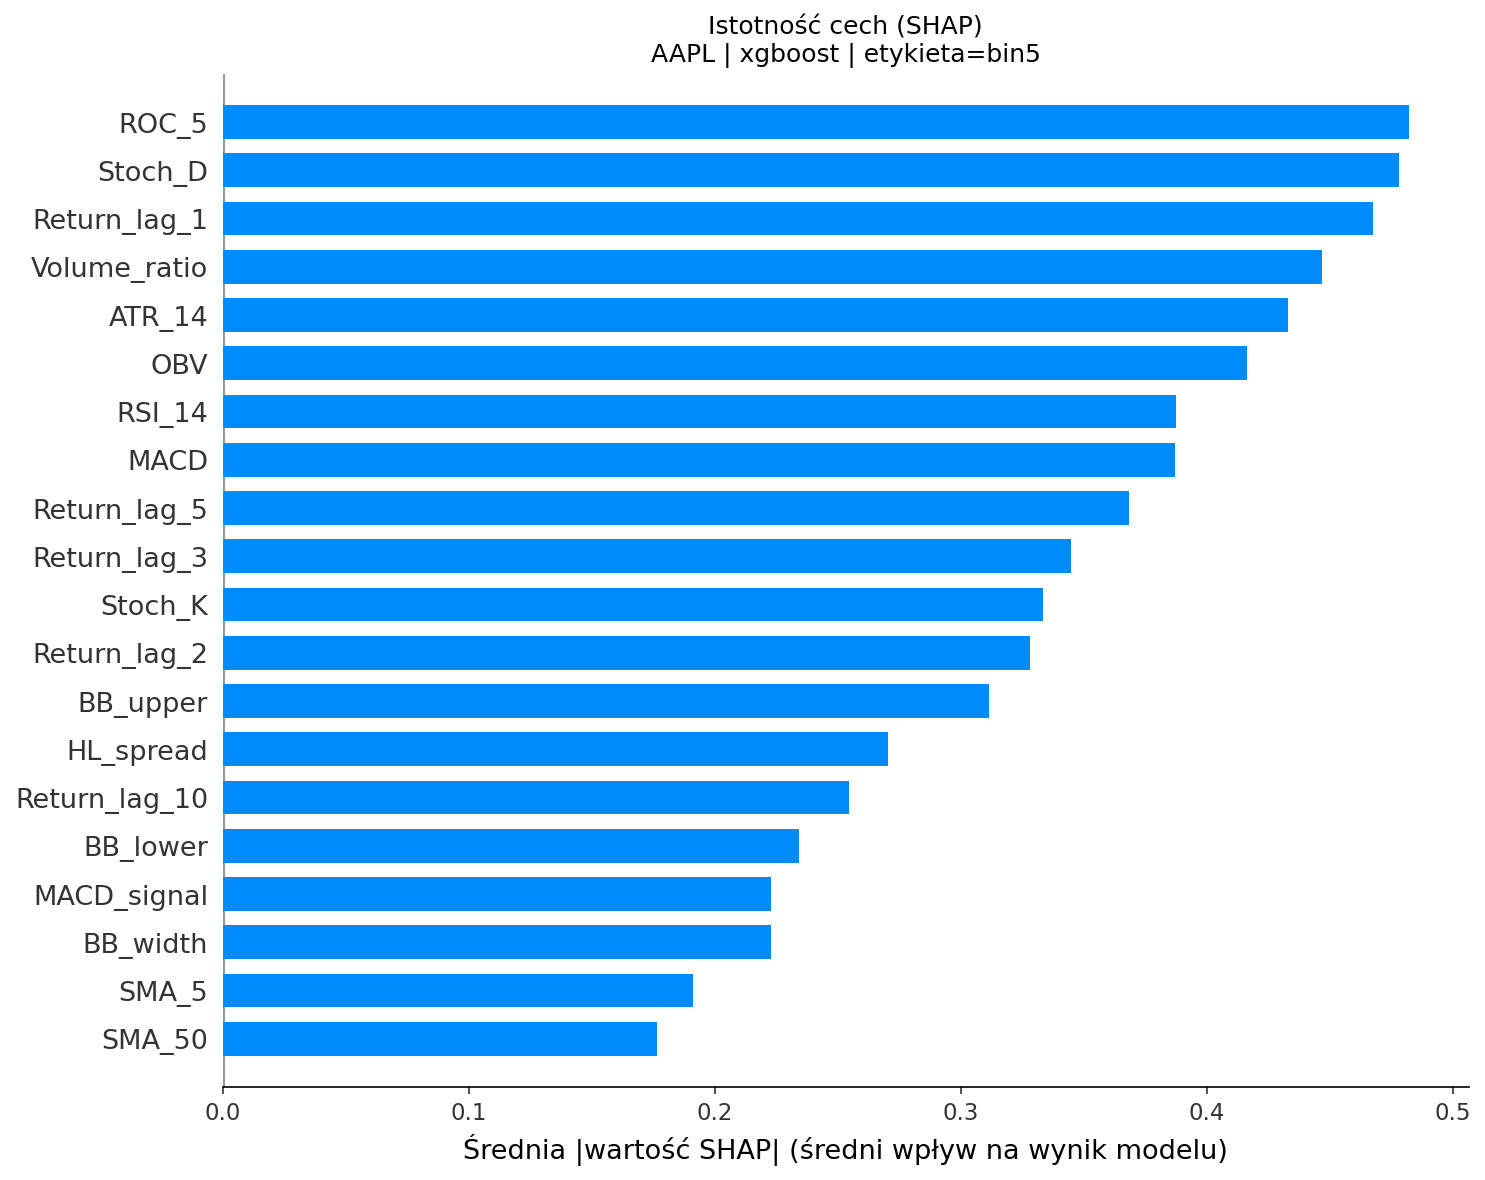 Istotność cech (SHAP)
AAPL | xgboost | etykieta=bin5
ROC_5
Stoch_D
Return_lag_1
Volume_ratio
ATR_14
OBV
RSI_14
MACD
Return_lag_5
Return_lag_3
Stoch_K
Return_lag_2
BB_upper
HL_spread
Return_lag_10
BB_lower
MACD_signal
BB_width
SMA_5
SMA_50
0.0 0.1 0.2 0.3 0.4 0.5
Średnia |wartość SHAP| (średni wpływ na wynik modelu)